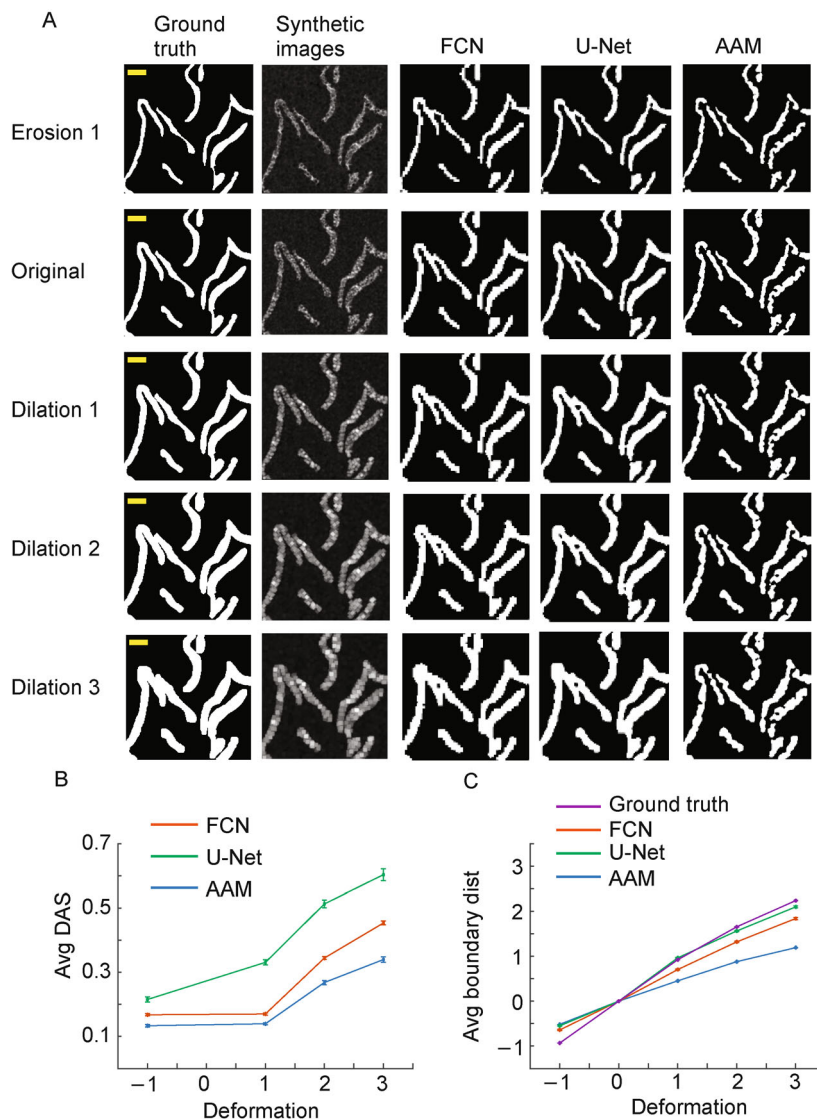 A
Ground truth
Synthetic images
FCN
U-Net
AAM
Erosion 1
Original
Dilation 1
Dilation 2
Dilation 3
B
FCN
U-Net
AAM
0.7
0.5
0.3
0.1
Avg DAS
−1
0
1
2
3
Deformation
C
Ground truth
FCN
U-Net
AAM
3
2
1
0
−1
Avg boundary dist
−1
0
1
2
3
Deformation